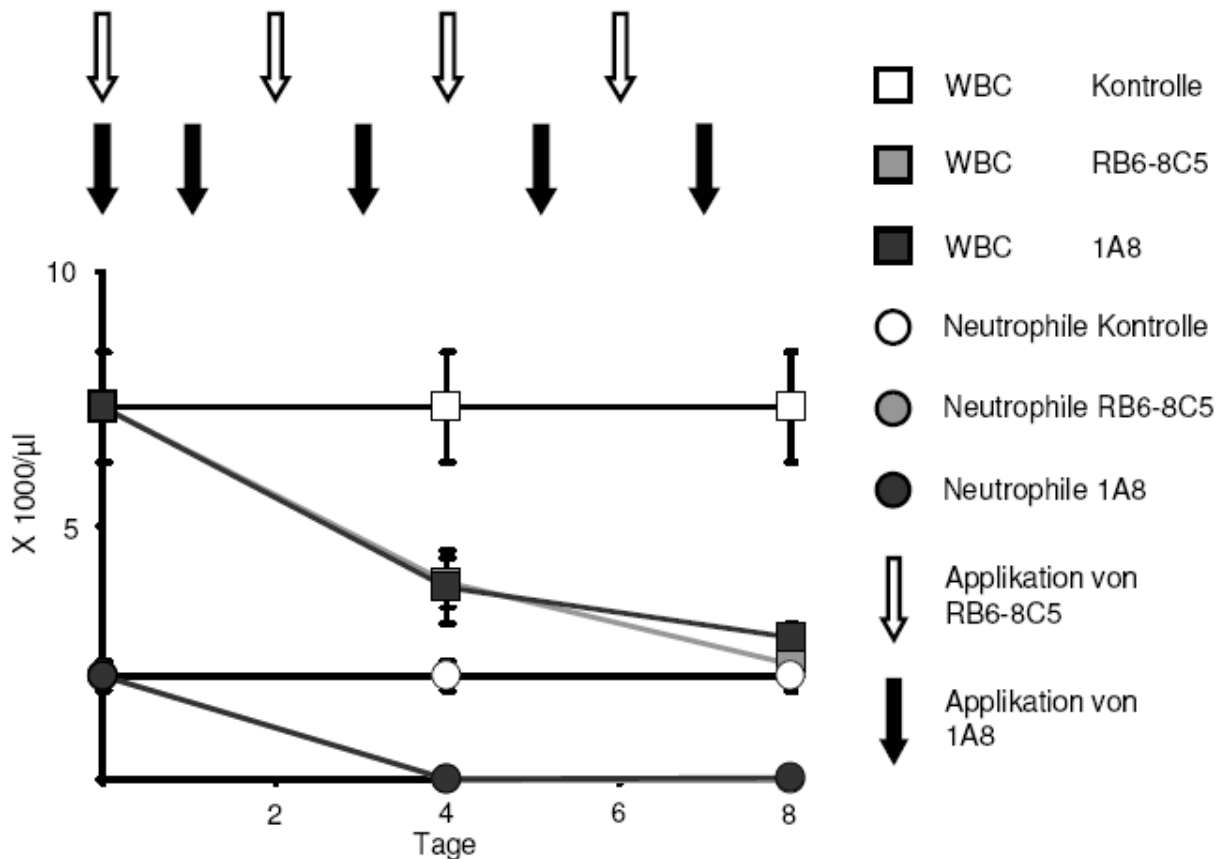 WBC Kontrolle
WBC RB6-8C5
WBC 1A8
Neutrophile Kontrolle
Neutrophile RB6-8C5
Neutrophile 1A8
Applikation von
RB6-8C5
Applikation von
1A8
10
5
X 1000/µl
2
4
6
8
Tage